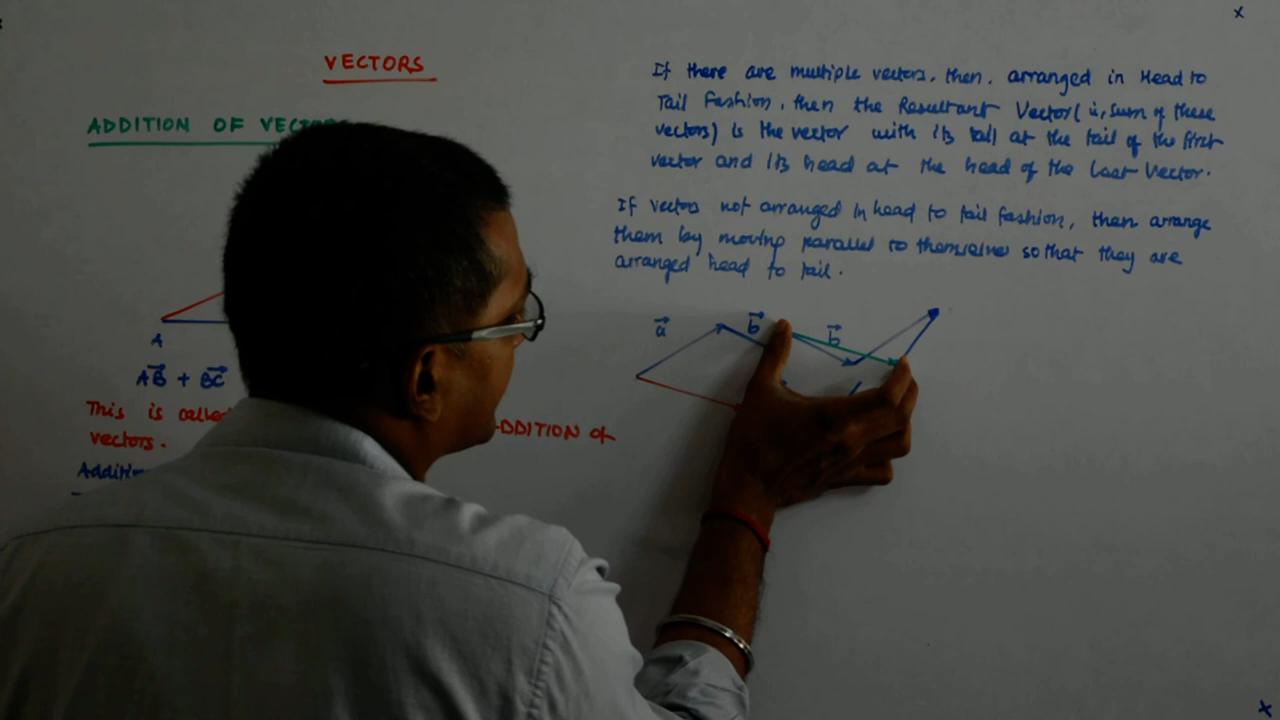 VECTORS
ADDITION OF VECTO
A
AB + BC
This is called
vectors.
Additi
DDITION of
If there are multiple vectors, then, arranged in Head to
Tail Fashion, then the Resultant Vector( i, sum of these
vectors) is the vector with its tail at the tail of the first
vector and its head at the head of the Last Vector.
If vectors not arranged in head to tail fashion, then arrange
them by moving parallel to themselves so that they are
arranged head to tail.
a
b
b